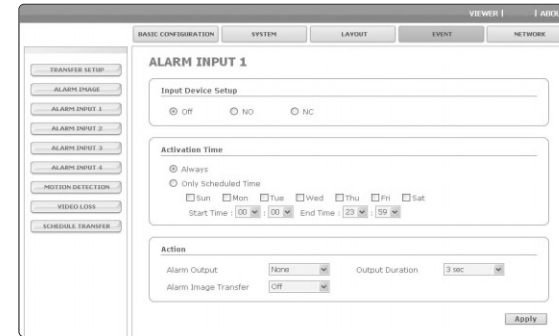 VIEWER | | ABOU
BASIC CONFIGURATION SYSTEM LAYOUT EVENT NETWORK
TRANSFER SETUP
ALARM IMAGE
ALARM INPUT 1
ALARM INPUT 2
ALARM INPUT 3
ALARM INPUT 4
MOTION DETECTION
VIDEO LOSS
SCHEDULE TRANSFER
ALARM INPUT 1
Input Device Setup
Off NO NC
Activation Time
Always
Only Scheduled Time
Sun Mon Tue Wed Thu Fri Sat
Start Time : 00 : 00 End Time : 23 : 59
Action
Alarm Output None Output Duration 3 sec
Alarm Image Transfer Off
Apply